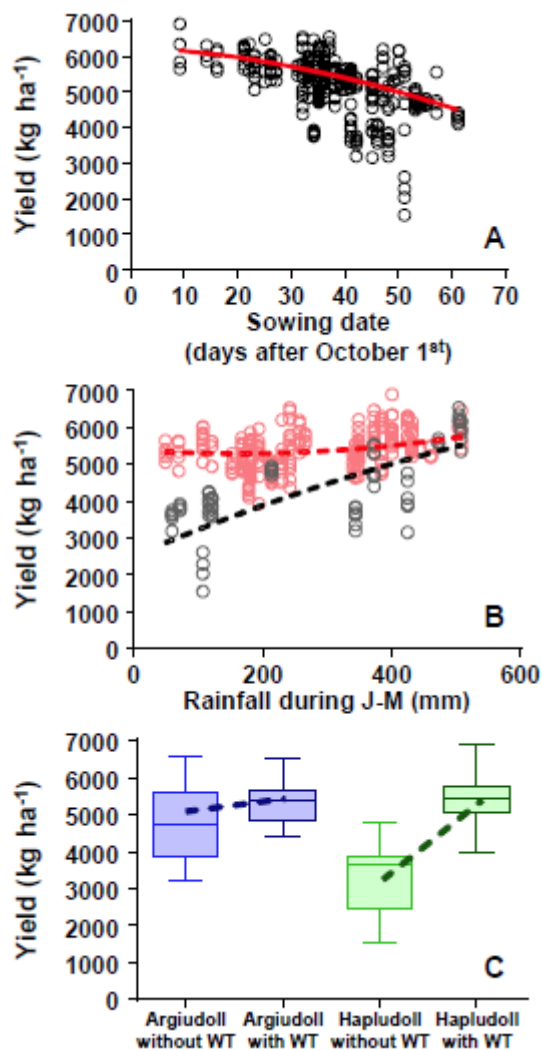 7000
6000
5000
4000
3000
2000
1000
0
Yield (kg ha⁻¹)
A
0 10 20 30 40 50 60 70
Sowing date
(days after October 1ˢᵗ)
7000
6000
5000
4000
3000
2000
1000
0
Yield (kg ha⁻¹)
B
0 200 400 600
Rainfall during J-M (mm)
7000
6000
5000
4000
3000
2000
1000
0
Yield (kg ha⁻¹)
C
Argiudoll Argiudoll Hapludoll Hapludoll
without WT with WT without WT with WT